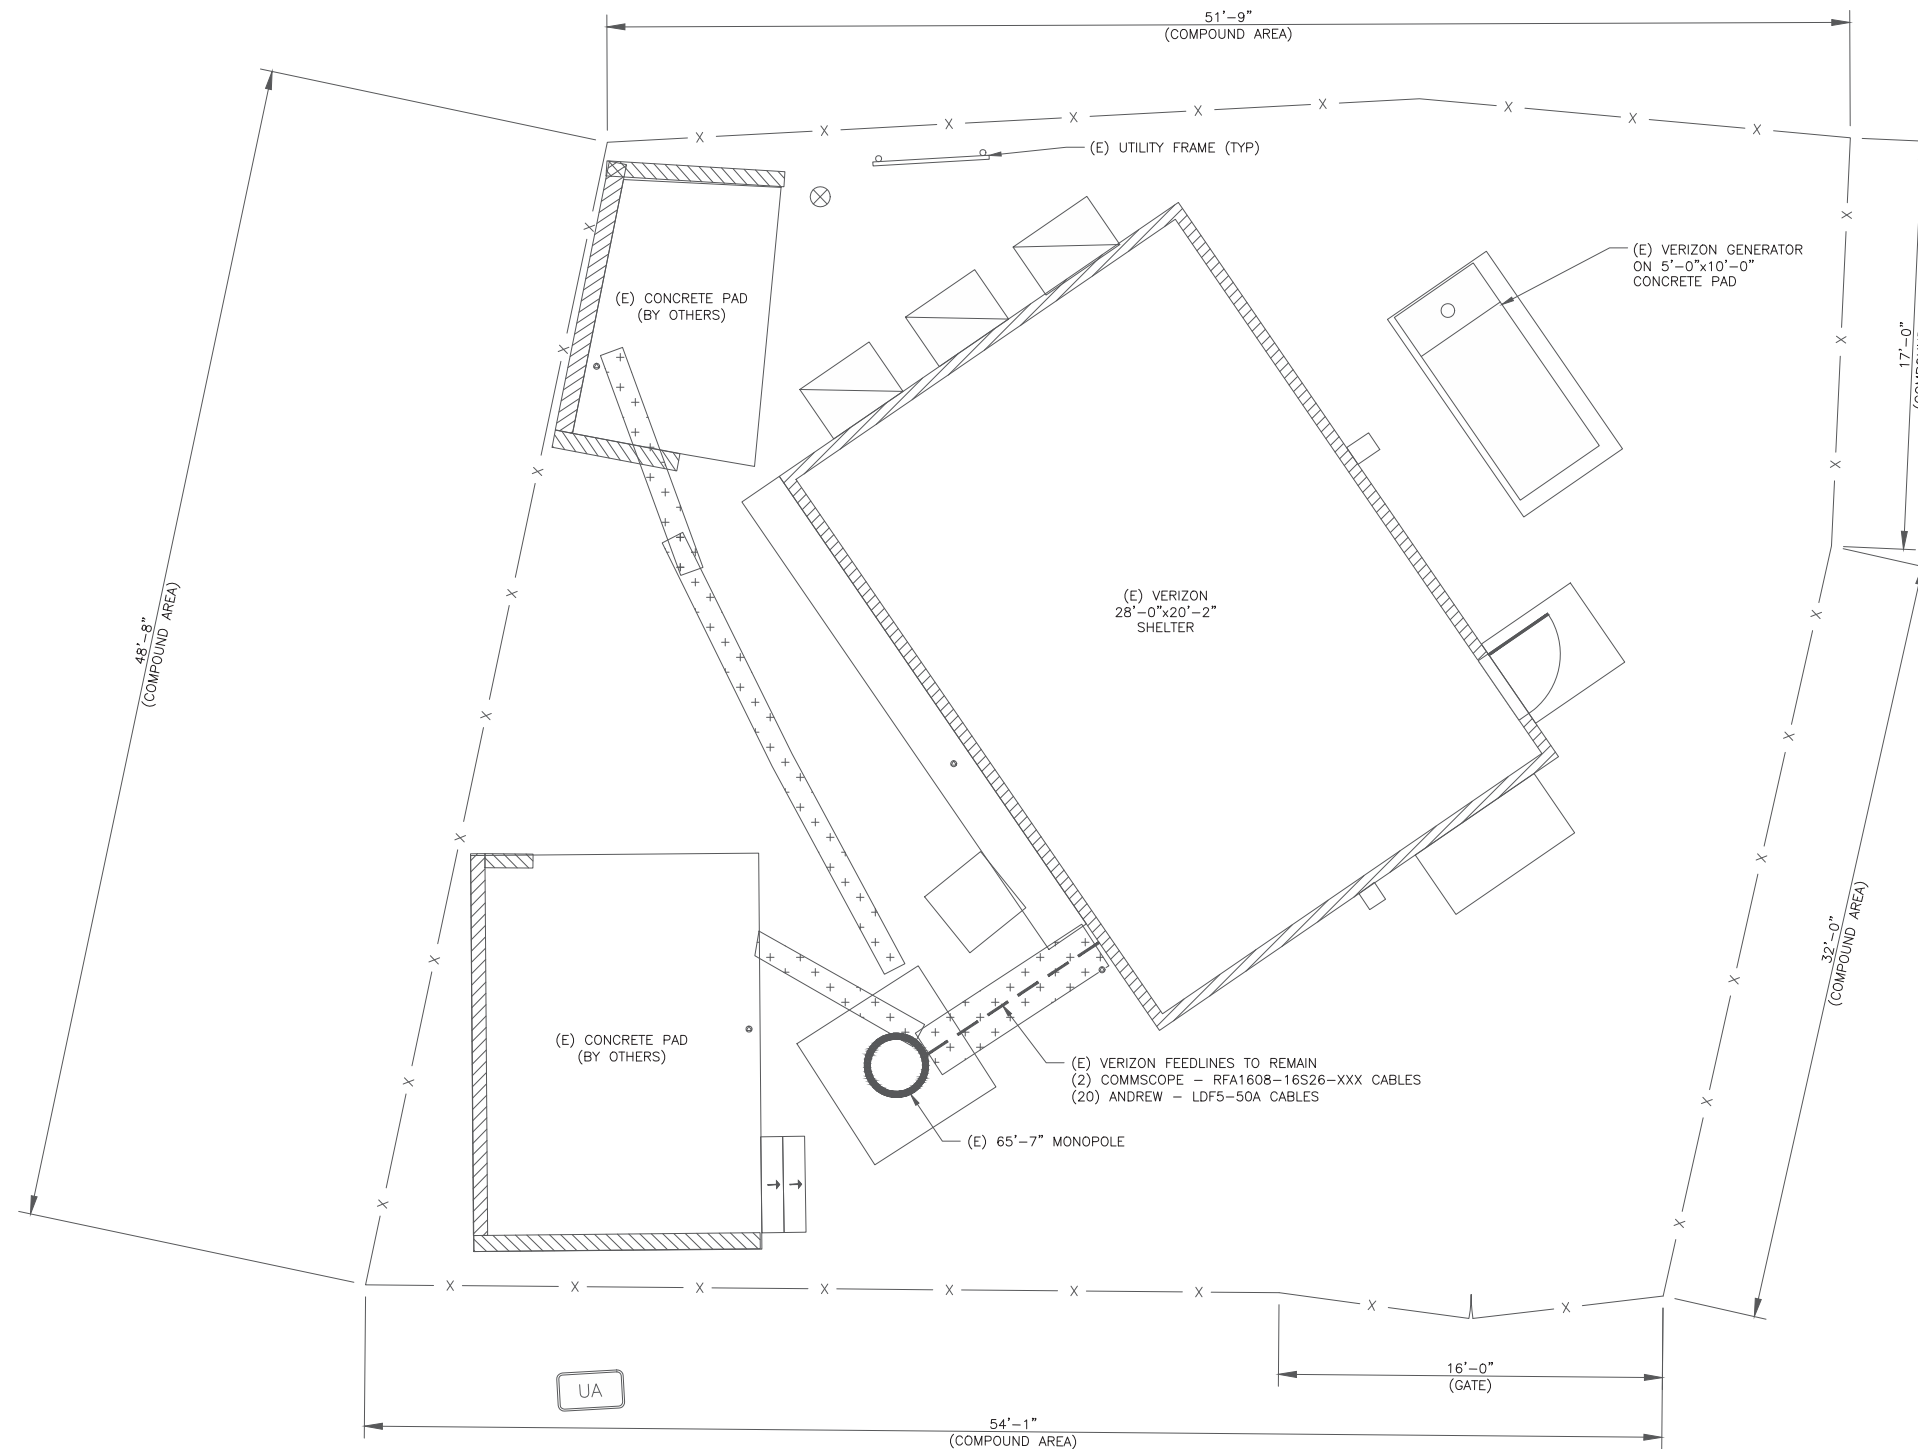 51'-9"
(COMPOUND AREA)
(E) UTILITY FRAME (TYP)
(E) VERIZON GENERATOR
ON 5'-0"x10'-0"
CONCRETE PAD
(E) CONCRETE PAD
(BY OTHERS)
17'-0"
48'-8"
(COMPOUND AREA)
(E) VERIZON
28'-0"x20'-2"
SHELTER
32'-0"
(COMPOUND AREA)
(E) CONCRETE PAD
(BY OTHERS)
(E) VERIZON FEEDLINES TO REMAIN
(2) COMMSCOPE - RFA1608-16S26-XXX CABLES
(20) ANDREW - LDF5-50A CABLES
(E) 65'-7" MONOPOLE
16'-0"
(GATE)
UA
54'-1"
(COMPOUND AREA)